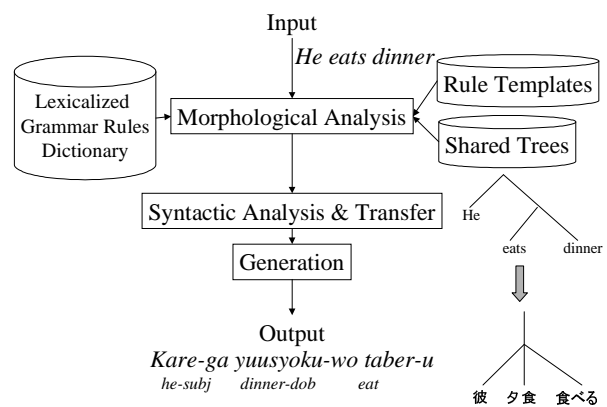 Input
He eats dinner
Lexicalized
Grammar Rules
Dictionary
Rule Templates
Morphological Analysis
Shared Trees
Syntactic Analysis & Transfer
He
eats
dinner
Generation
Output
Kare-ga yuusyoku-wo taber-u
he-subj dinner-dob eat
彼 夕食 食べる